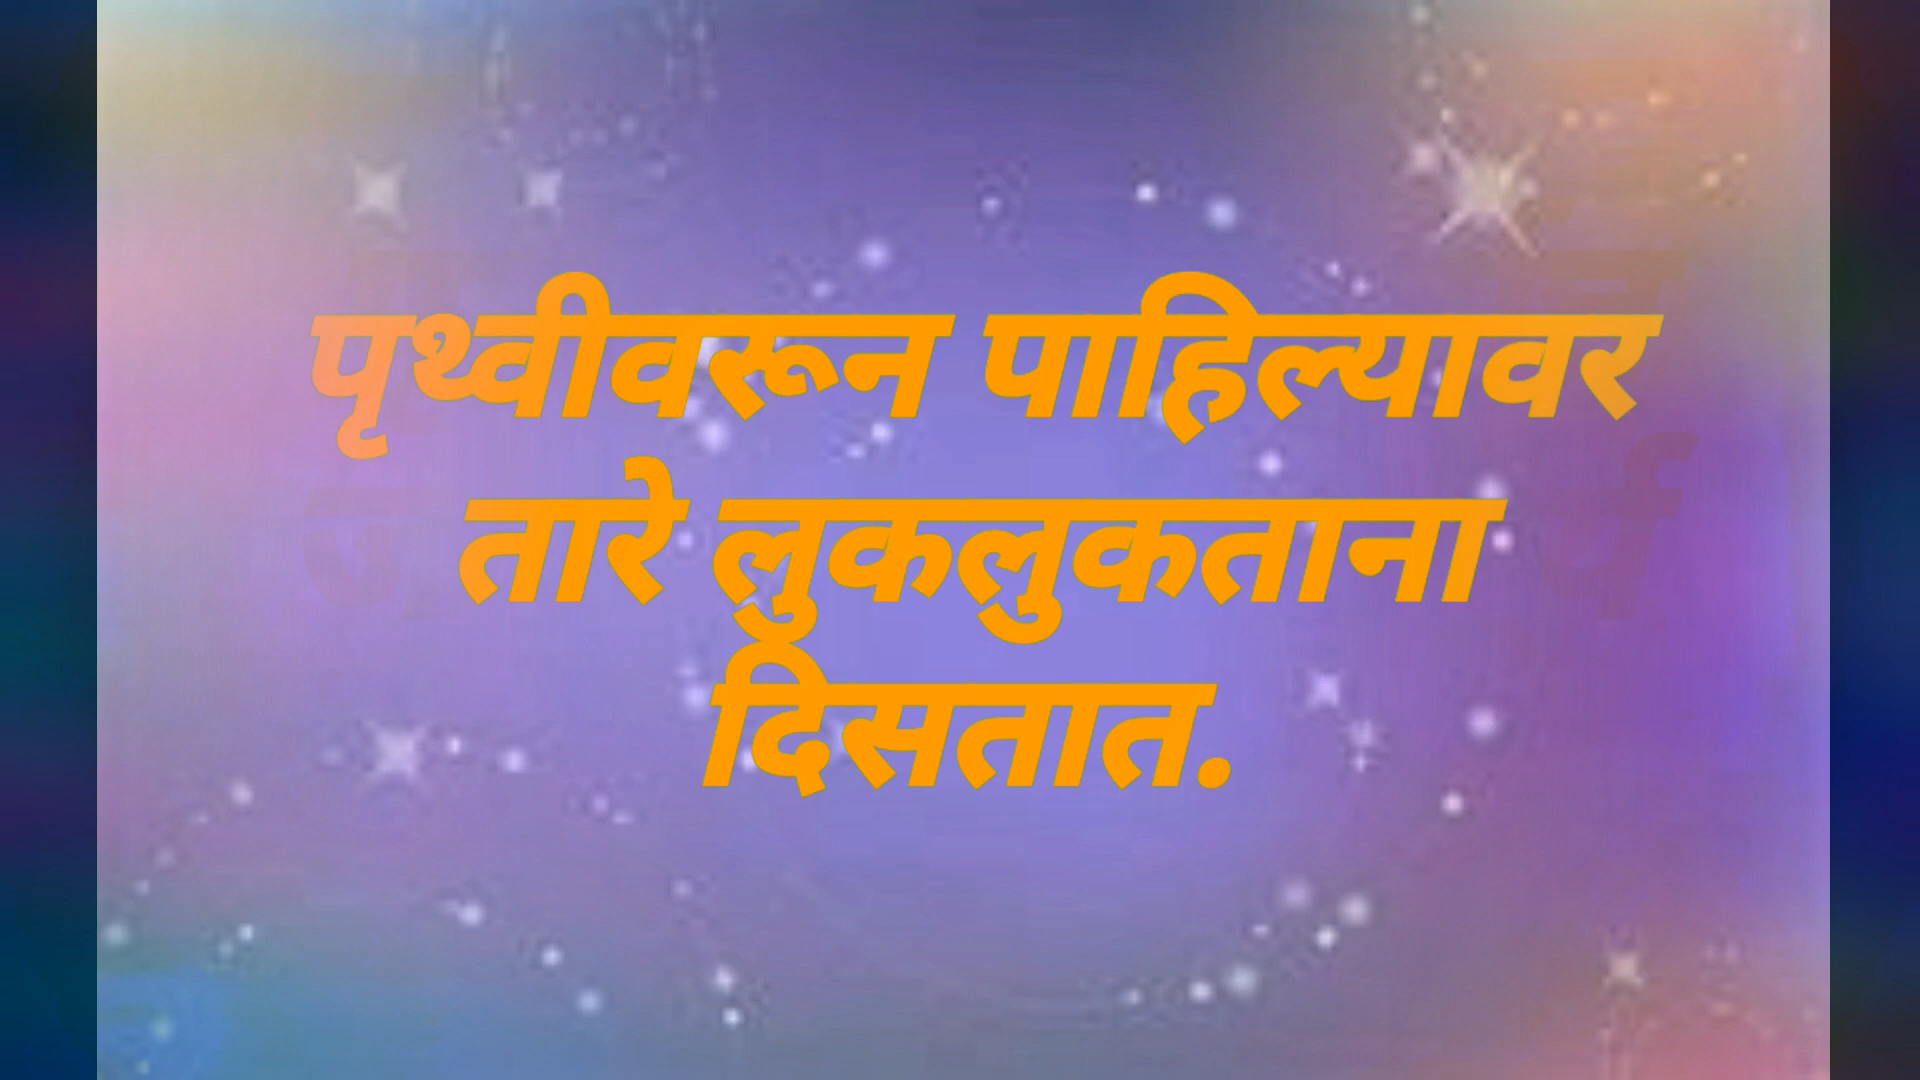 पृथ्वीवरून पाहिल्यावर
तारे लुकलुकताना
दिसतात.